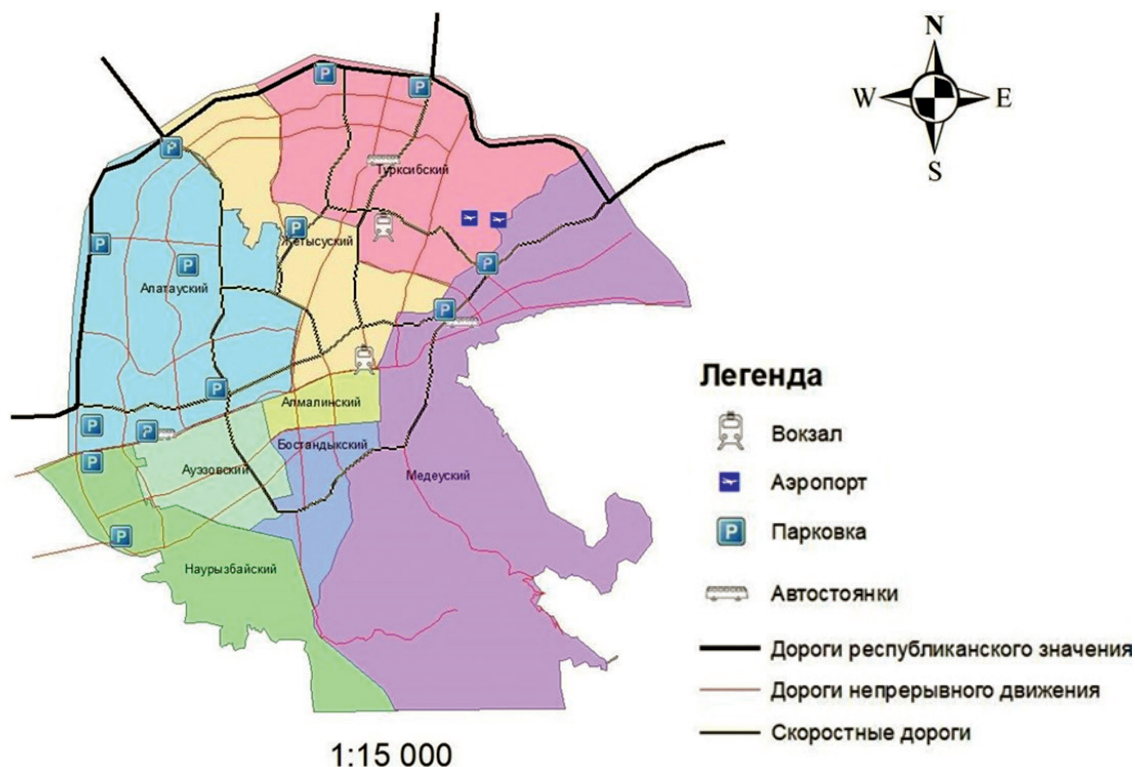 N
W
E
S
P
P
P
Турксибский
P
Жетысуский
P
P
P
Алатауский
P
P
Алмалинский
P
P
Бостандыкский
Ауэзовский
P
Медеуский
P
Наурызбайский
1:15 000
Легенда
Вокзал
Аэропорт
P
Парковка
Автостоянки
Дороги республиканского значения
Дороги непрерывного движения
Скоростные дороги